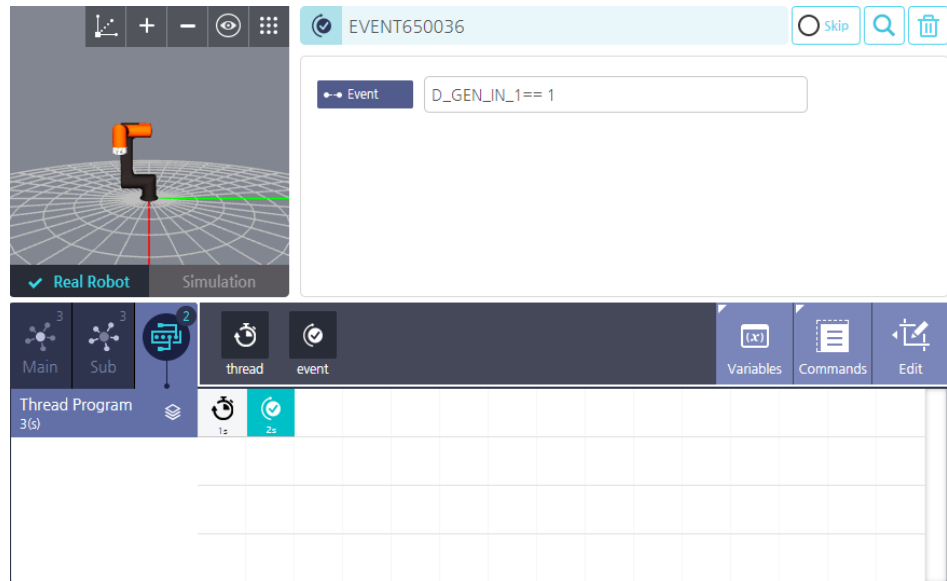 EVENT650036
Skip
Event
D_GEN_IN_1== 1
Real Robot
Simulation
3
Main
3
Sub
2
thread
event
(x)
Variables
Commands
Edit
Thread Program
3(s)
1s
2s